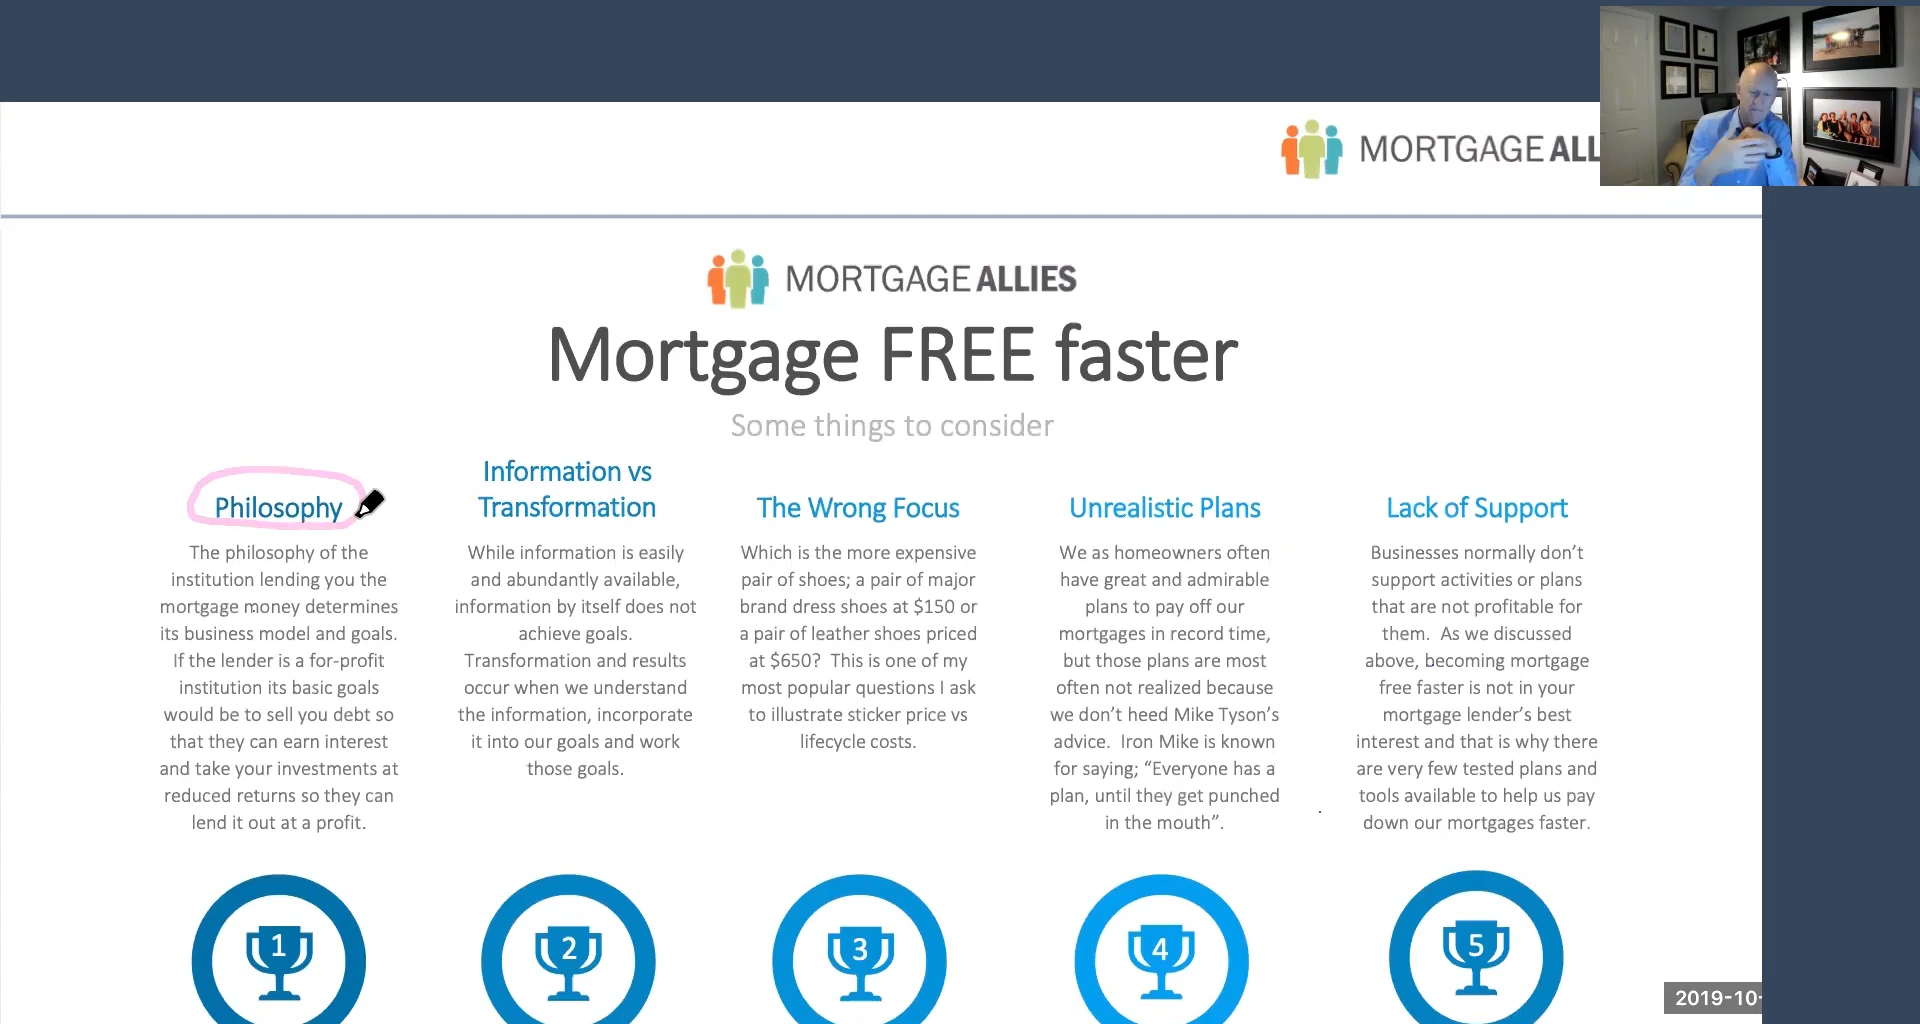 MORTGAGE ALL
MORTGAGE ALLIES
Mortgage FREE faster
Some things to consider
Philosophy
The philosophy of the
institution lending you the
mortgage money determines
its business model and goals.
If the lender is a for-profit
institution its basic goals
would be to sell you debt so
that they can earn interest
and take your investments at
reduced returns so they can
lend it out at a profit.
Information vs
Transformation
While information is easily
and abundantly available,
information by itself does not
achieve goals.
Transformation and results
occur when we understand
the information, incorporate
it into our goals and work
those goals.
The Wrong Focus
Which is the more expensive
pair of shoes; a pair of major
brand dress shoes at $150 or
a pair of leather shoes priced
at $650?  This is one of my
most popular questions I ask
to illustrate sticker price vs
lifecycle costs.
Unrealistic Plans
We as homeowners often
have great and admirable
plans to pay off our
mortgages in record time,
but those plans are most
often not realized because
we don’t heed Mike Tyson’s
advice.  Iron Mike is known
for saying; “Everyone has a
plan, until they get punched
in the mouth”.
Lack of Support
Businesses normally don’t
support activities or plans
that are not profitable for
them.  As we discussed
above, becoming mortgage
free faster is not in your
mortgage lender’s best
interest and that is why there
are very few tested plans and
tools available to help us pay
down our mortgages faster.
1
2
3
4
5
2019-10-